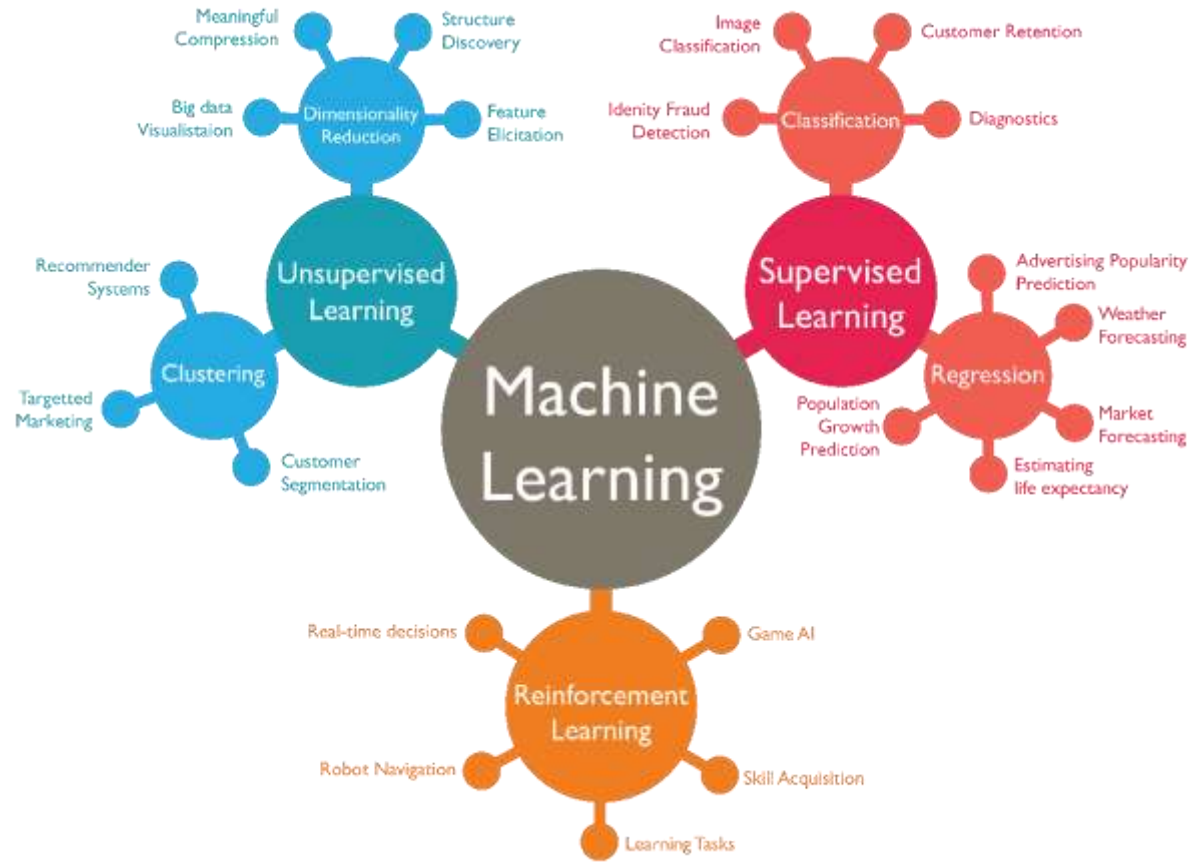 Meaningful
Compression
Structure
Discovery
Big data
Visualistaion
Dimensionality
Reduction
Feature
Elicitation
Image
Classification
Customer Retention
Idenity Fraud
Detection
Classification
Diagnostics
Recommender
Systems
Unsupervised
Learning
Clustering
Targetted
Marketing
Customer
Segmentation
Supervised
Learning
Advertising Popularity
Prediction
Weather
Forecasting
Regression
Population
Growth
Prediction
Market
Forecasting
Estimating
life expectancy
Machine
Learning
Real-time decisions
Game AI
Reinforcement
Learning
Robot Navigation
Skill Acquisition
Learning Tasks